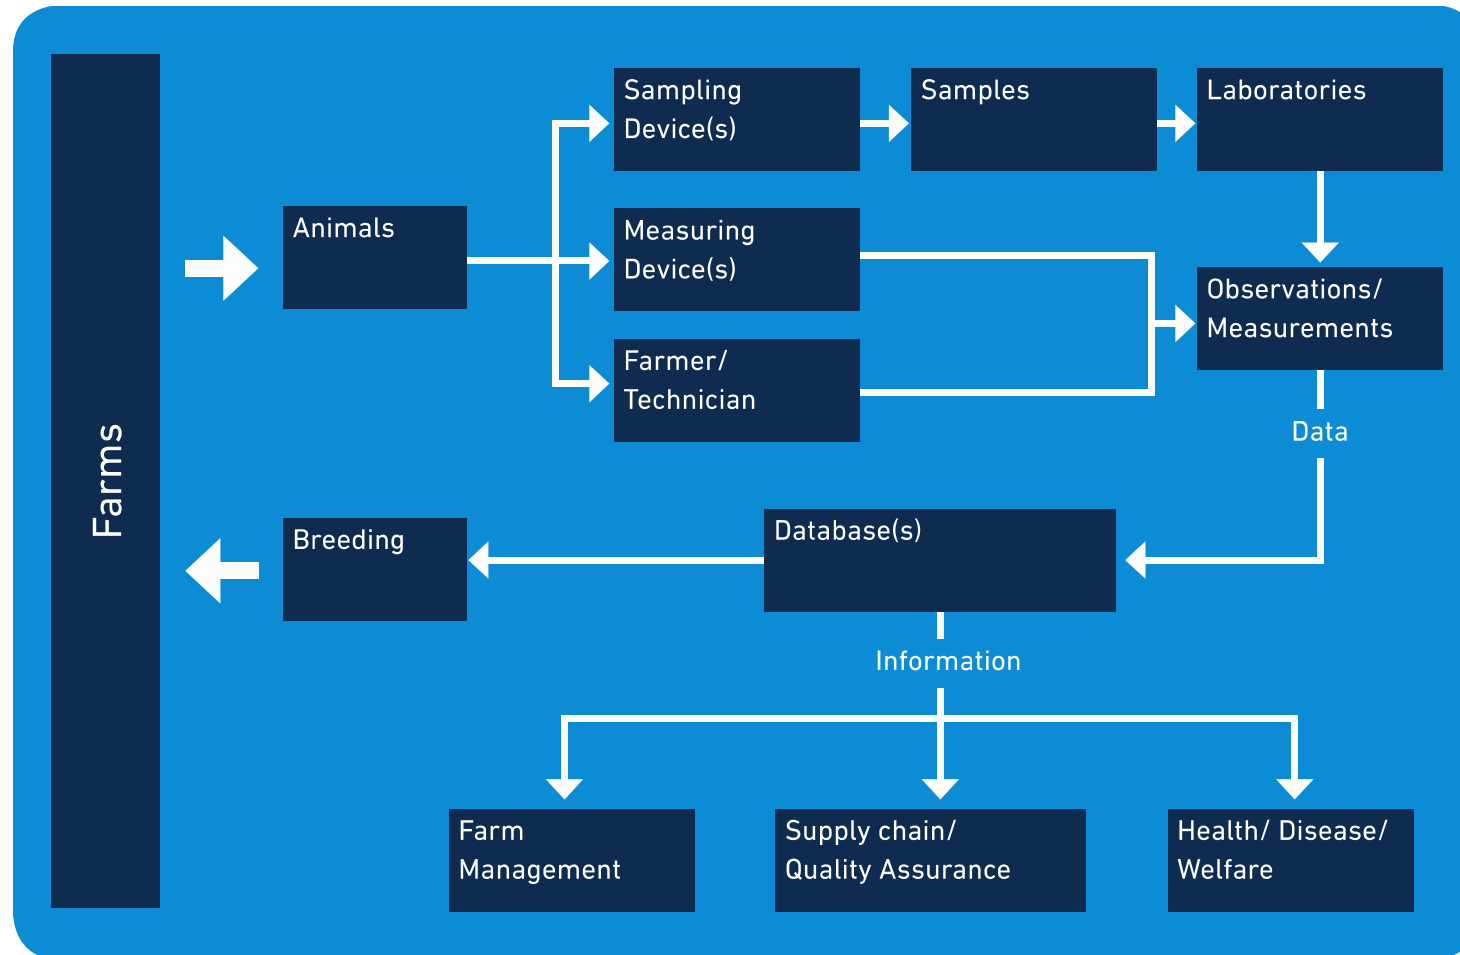 Farms
Animals
Sampling
Device(s)
Samples
Laboratories
Measuring
Device(s)
Farmer/
Technician
Observations/
Measurements
Data
Database(s)
Breeding
Information
Farm
Management
Supply chain/
Quality Assurance
Health/ Disease/
Welfare